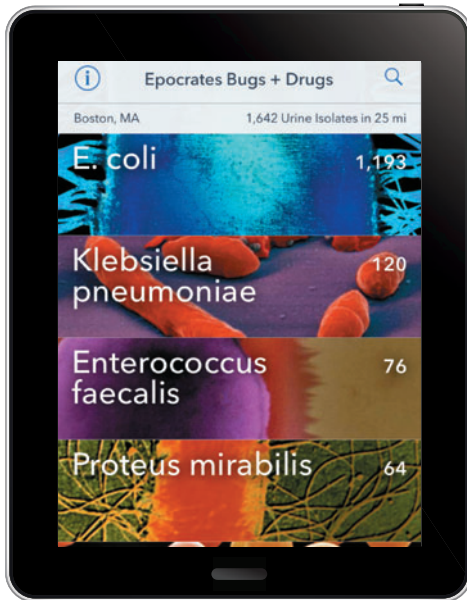 Epocrates Bugs + Drugs
Boston, MA 1,642 Urine Isolates in 25 mi
E. coli 1,193
Klebsiella 120
pneumoniae
Enterococcus 76
faecalis
Proteus mirabilis 64